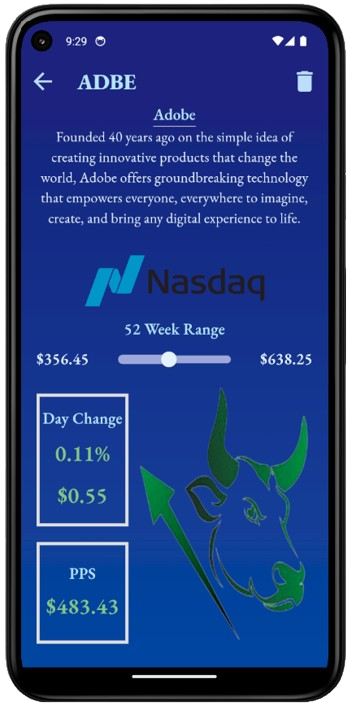 9:29
ADBE
Adobe
Founded 40 years ago on the simple idea of
creating innovative products that change the
world, Adobe offers groundbreaking technology
that empowers everyone, everywhere to imagine,
create, and bring any digital experience to life.
Nasdaq
52 Week Range
$356.45 $638.25
Day Change
0.11%
$0.55
PPS
$483.43